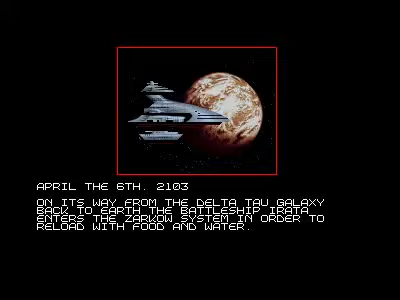 APRIL THE 6TH. 2103
ON ITS WAY FROM THE DELTA TAU GALAXY
BACK TO EARTH THE BATTLESHIP IRATA
ENTERS THE ZARKOW SYSTEM IN ORDER TO
RELOAD WITH FOOD AND WATER.